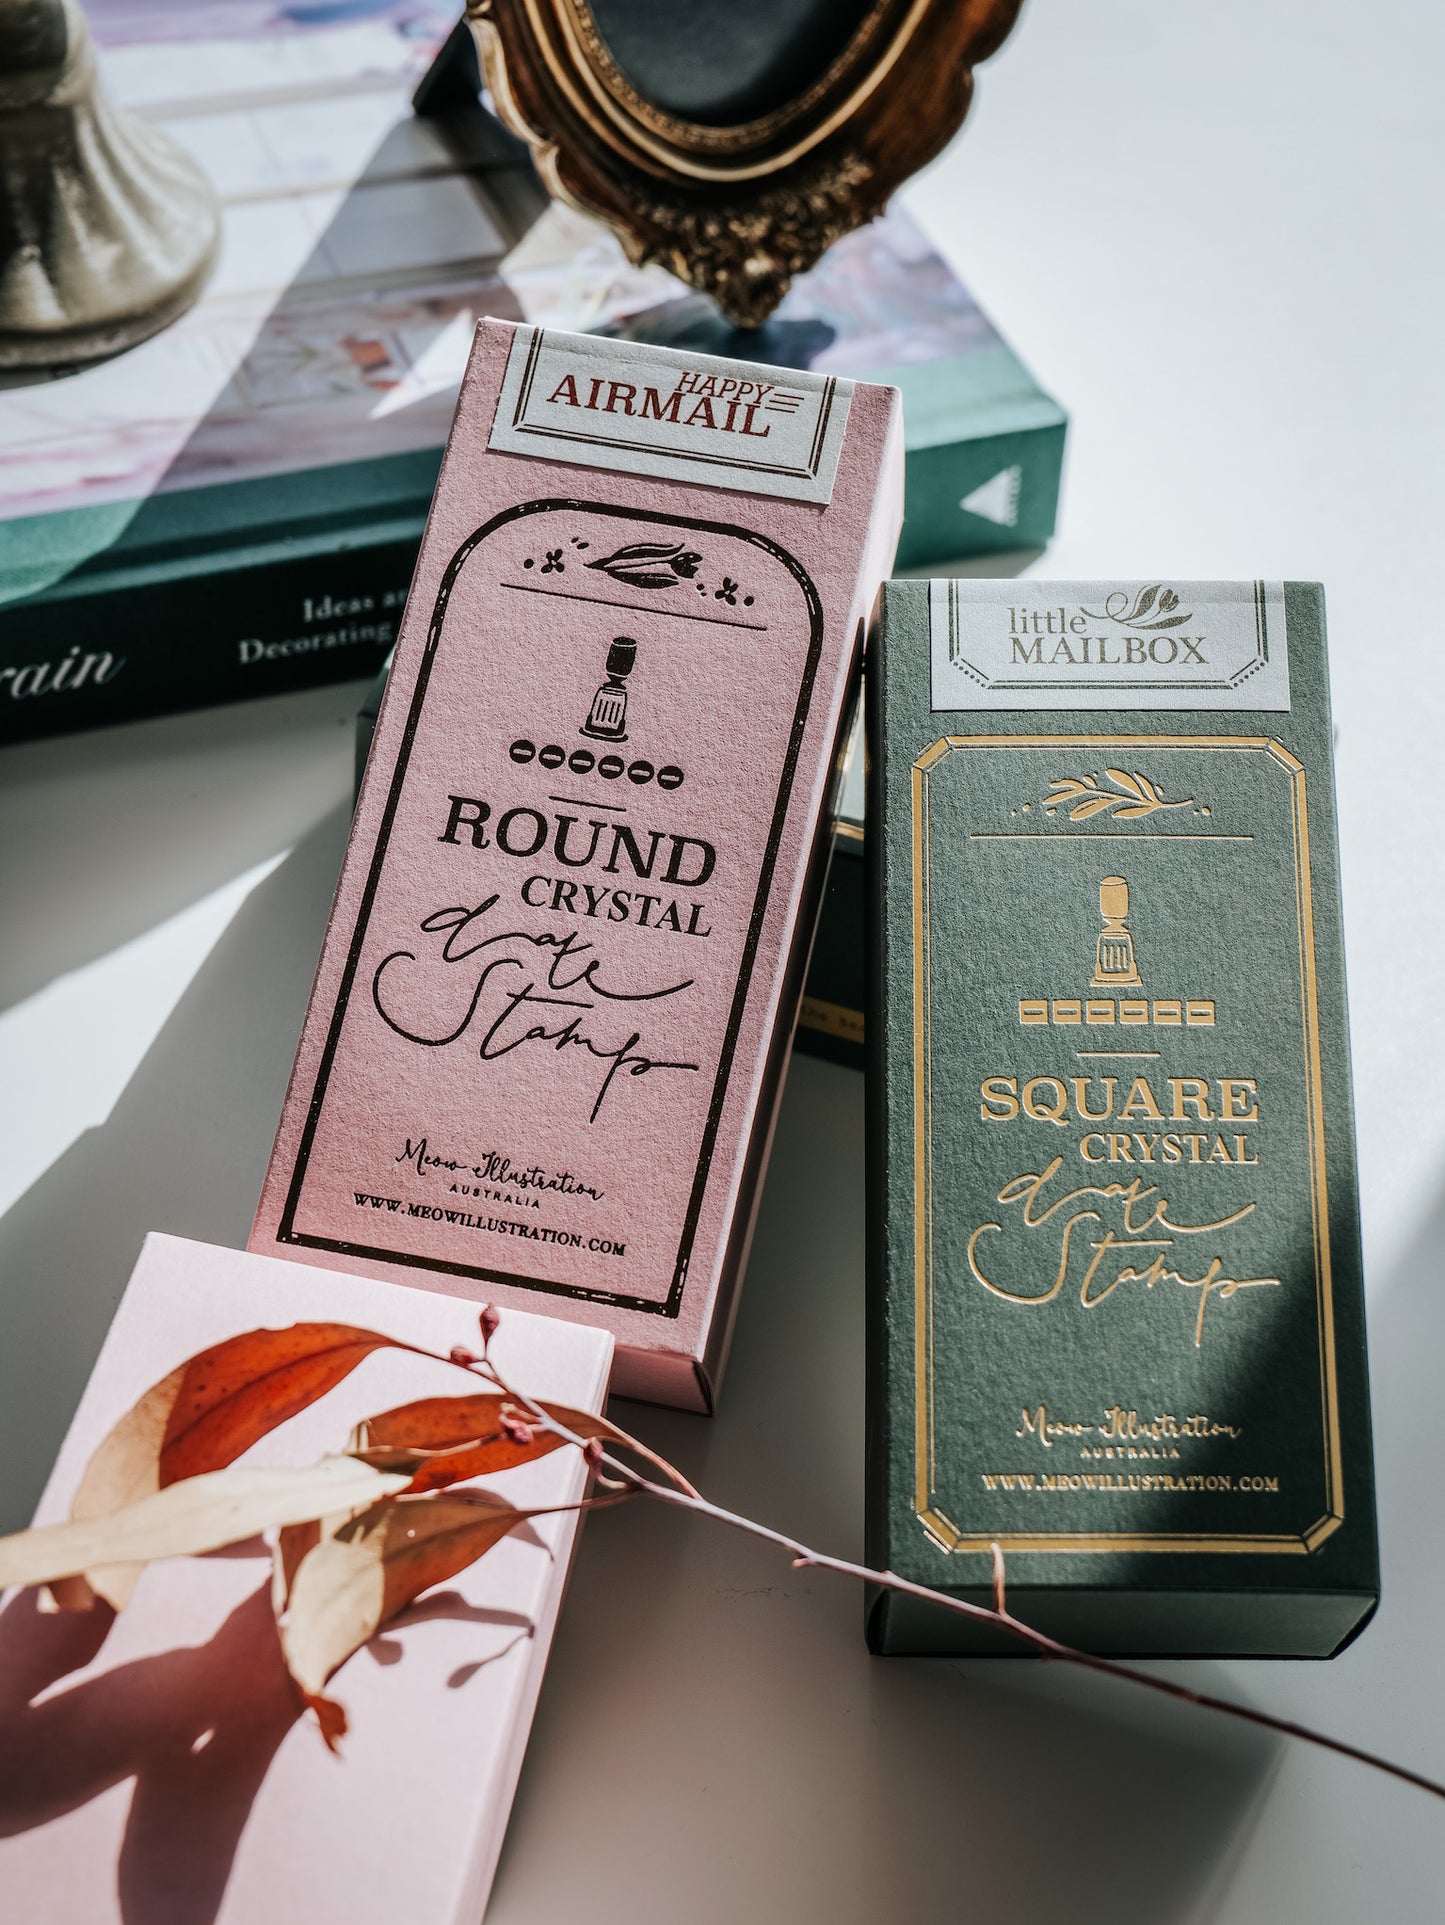 HAPPY
AIRMAIL
ROUND
CRYSTAL
date
Stamp
Meow Illustration
AUSTRALIA
WWW.MEOWILLUSTRATION.COM
little
MAILBOX
SQUARE
CRYSTAL
date
Stamp
Meow Illustration
AUSTRALIA
WWW.MEOWILLUSTRATION.COM
Ideas
Decorating